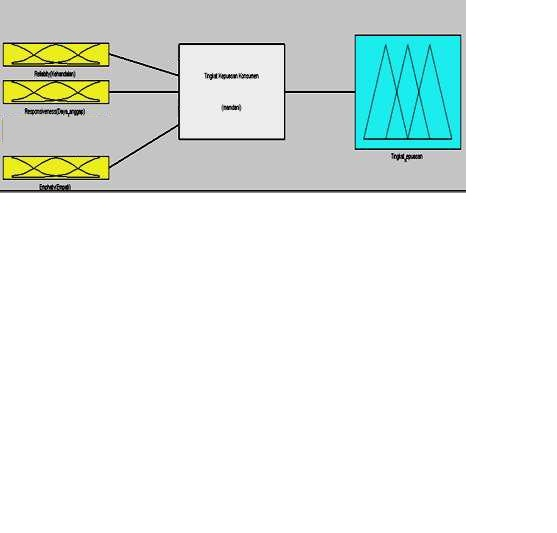 Reliability(Kehandalan)
Tingkat Kepuasan Konsumen
Responsiveness(Daya_tanggap)
(mamdani)
Tingkat_kepuasan
Emphaty(Empati)